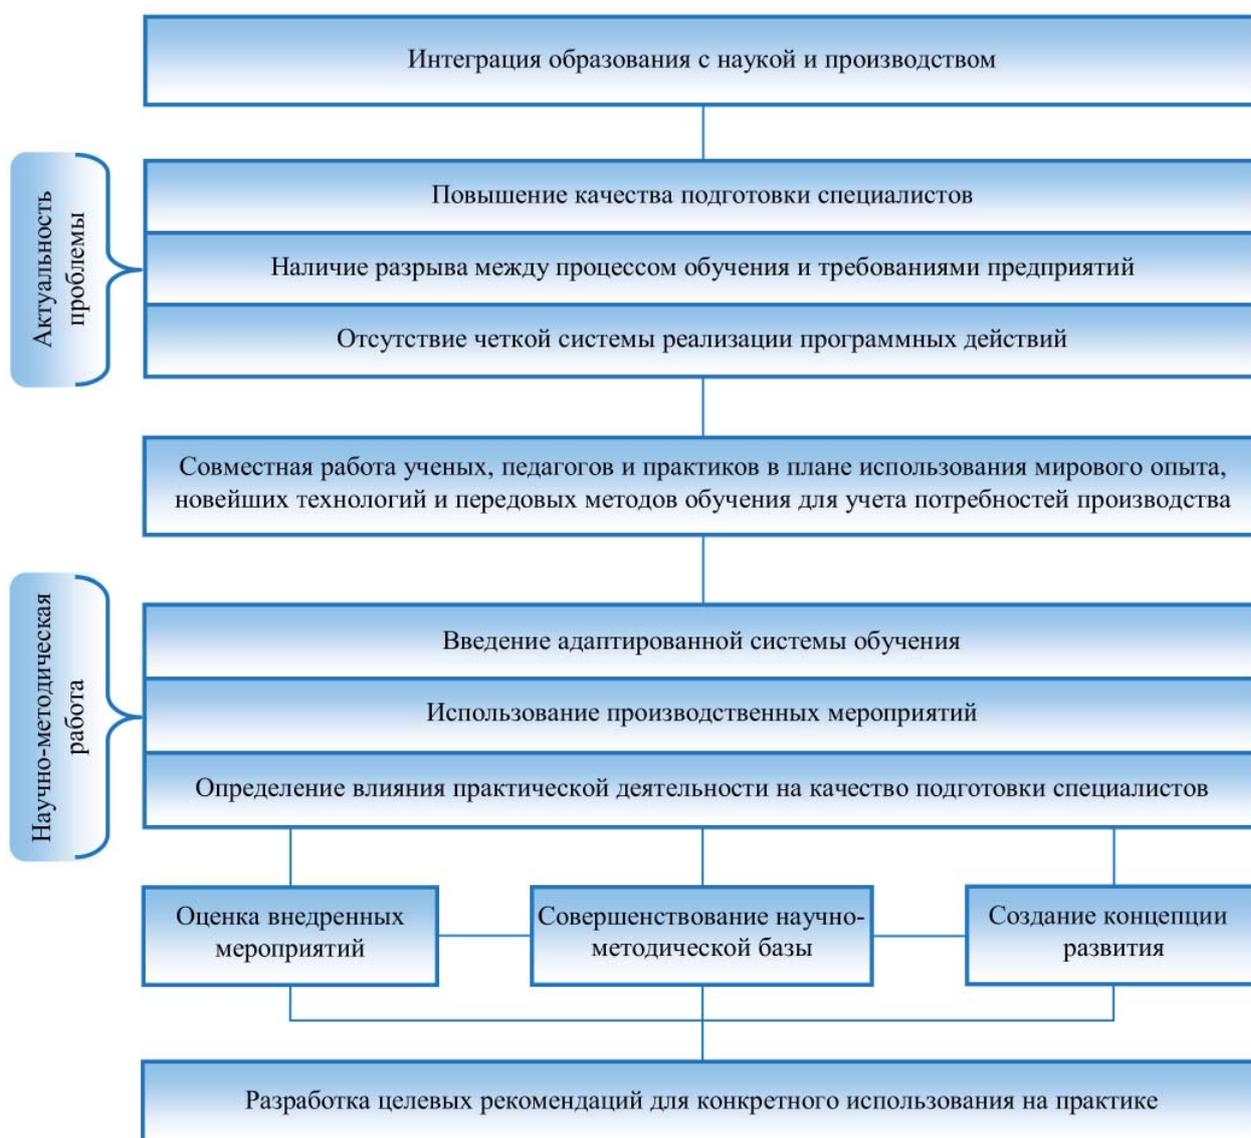 Интеграция образования с наукой и производством
Актуальность
проблемы
Повышение качества подготовки специалистов
Наличие разрыва между процессом обучения и требованиями предприятий
Отсутствие четкой системы реализации программных действий
Совместная работа ученых, педагогов и практиков в плане использования мирового опыта,
новейших технологий и передовых методов обучения для учета потребностей производства
Научно-методическая
работа
Введение адаптированной системы обучения
Использование производственных мероприятий
Определение влияния практической деятельности на качество подготовки специалистов
Оценка внедренных
мероприятий
Совершенствование научно-
методической базы
Создание концепции
развития
Разработка целевых рекомендаций для конкретного использования на практике